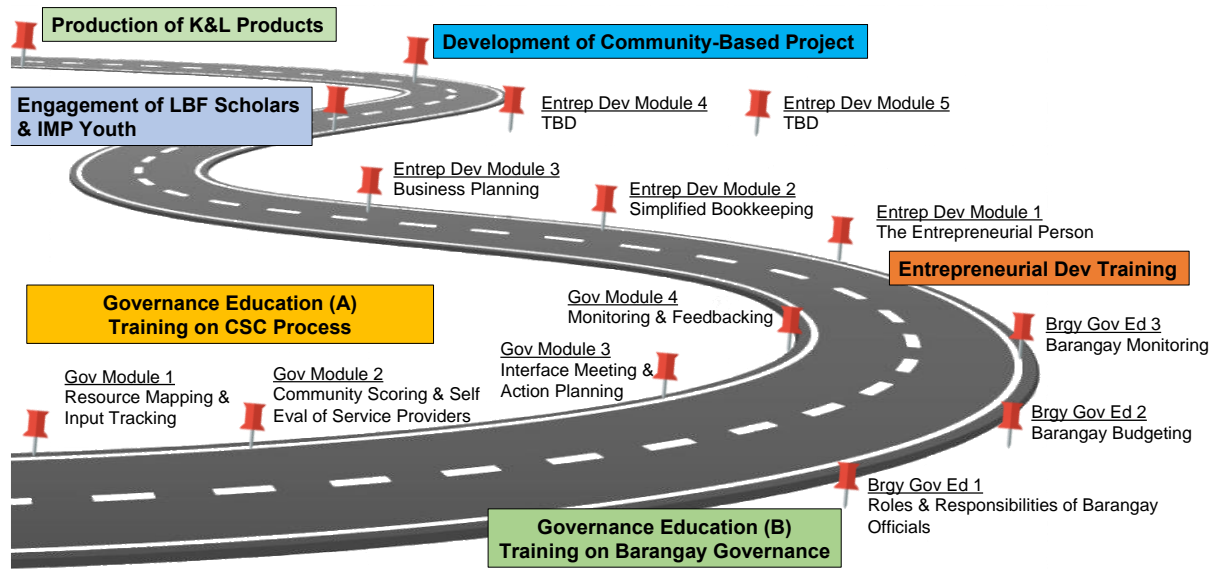 Production of K&L Products
Development of Community-Based Project
Engagement of LBF Scholars
& IMP Youth
Entrep Dev Module 4
TBD
Entrep Dev Module 5
TBD
Entrep Dev Module 3
Business Planning
Entrep Dev Module 2
Simplified Bookkeeping
Entrep Dev Module 1
The Entrepreneurial Person
Entrepreneurial Dev Training
Governance Education (A)
Training on CSC Process
Gov Module 4
Monitoring & Feedbacking
Brgy Gov Ed 3
Barangay Monitoring
Gov Module 3
Interface Meeting &
Action Planning
Gov Module 1
Resource Mapping &
Input Tracking
Gov Module 2
Community Scoring & Self
Eval of Service Providers
Brgy Gov Ed 2
Barangay Budgeting
Brgy Gov Ed 1
Roles & Responsibilities of Barangay
Officials
Governance Education (B)
Training on Barangay Governance